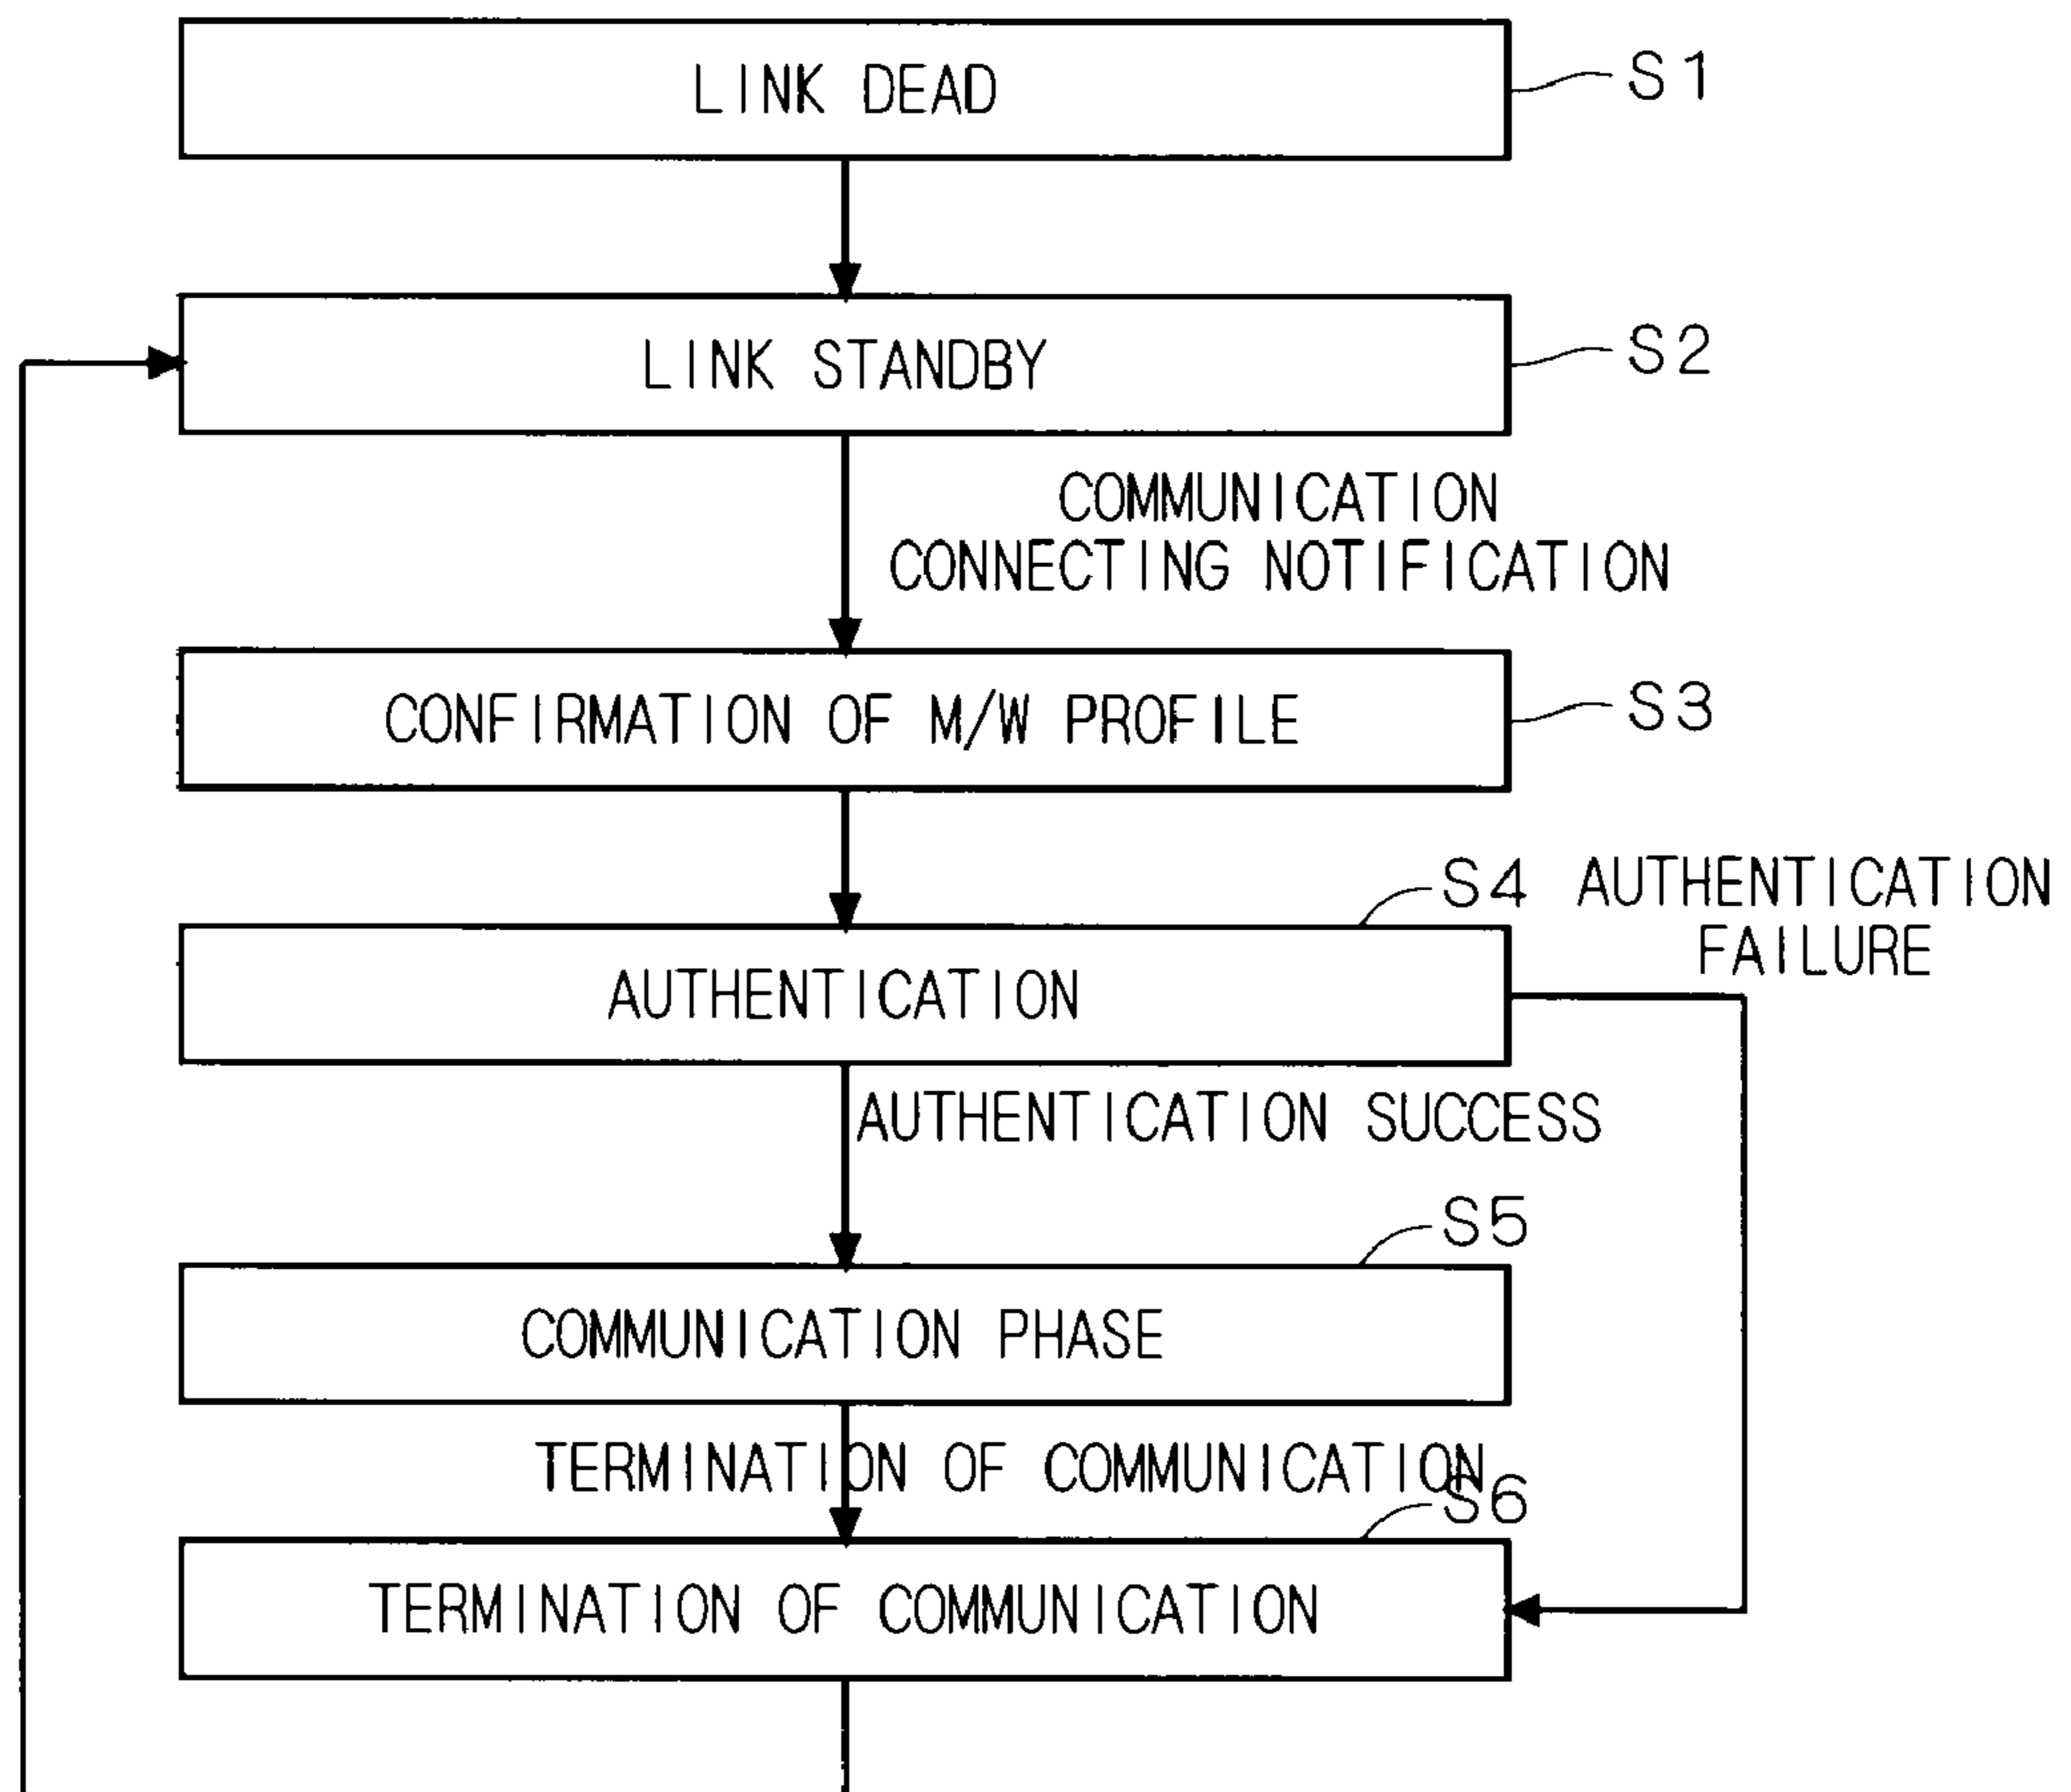 LINK DEAD
S1
LINK STANDBY
S2
COMMUNICATION
CONNECTING NOTIFICATION
CONFIRMATION OF M/W PROFILE
S3
S4
AUTHENTICATION
FAILURE
AUTHENTICATION
AUTHENTICATION SUCCESS
S5
COMMUNICATION PHASE
TERMINATION OF COMMUNICATION
S6
TERMINATION OF COMMUNICATION